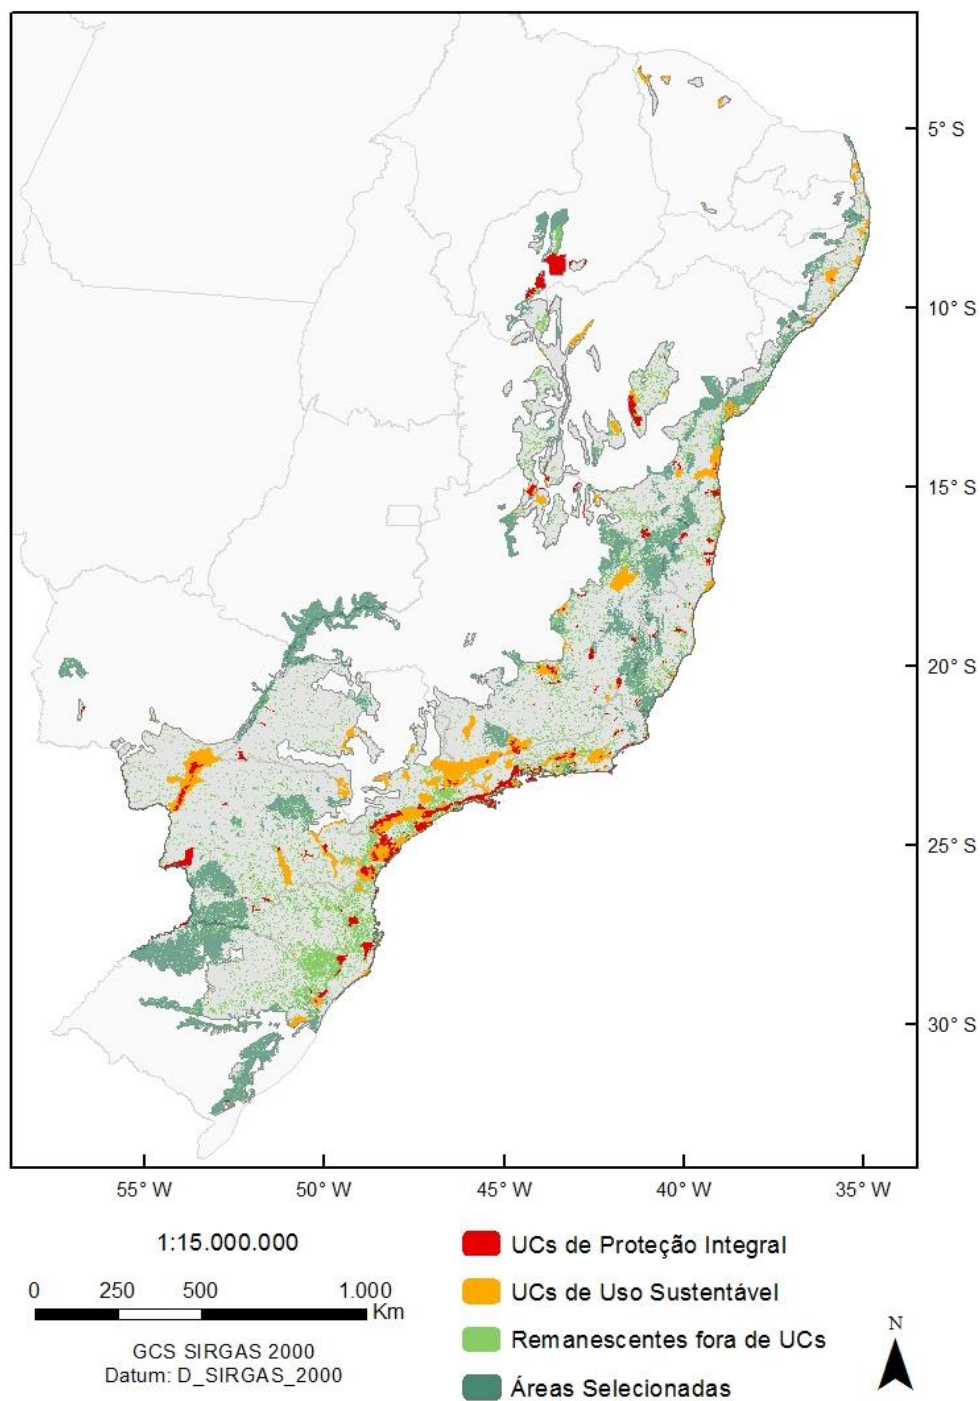 5° S
10° S
15° S
20° S
25° S
30° S
55° W 50° W 45° W 40° W 35° W
1:15.000.000
0 250 500 1.000
Km
GCS SIRGAS 2000
Datum: D_SIRGAS_2000
UCs de Proteção Integral
UCs de Uso Sustentável
Remanescentes fora de UCs
Áreas Selecionadas
N